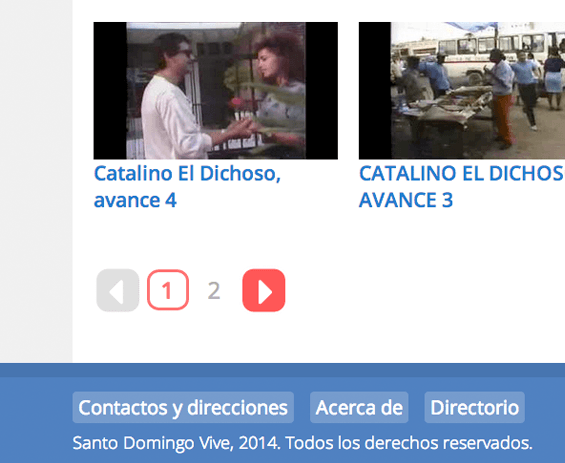 Catalino El Dichoso,
avance 4
CATALINO EL DICHOS
AVANCE 3
1 2
Contactos y direcciones Acerca de Directorio
Santo Domingo Vive, 2014. Todos los derechos reservados.